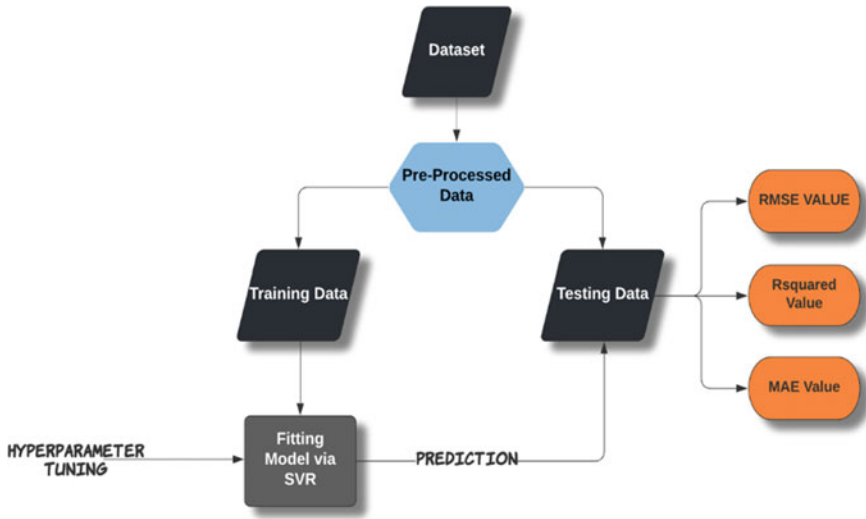 Dataset
Pre-Processed
Data
RMSE VALUE
Training Data
Testing Data
Rsquared
Value
MAE Value
HYPERPARAMETER
TUNING
Fitting
Model via
SVR
PREDICTION